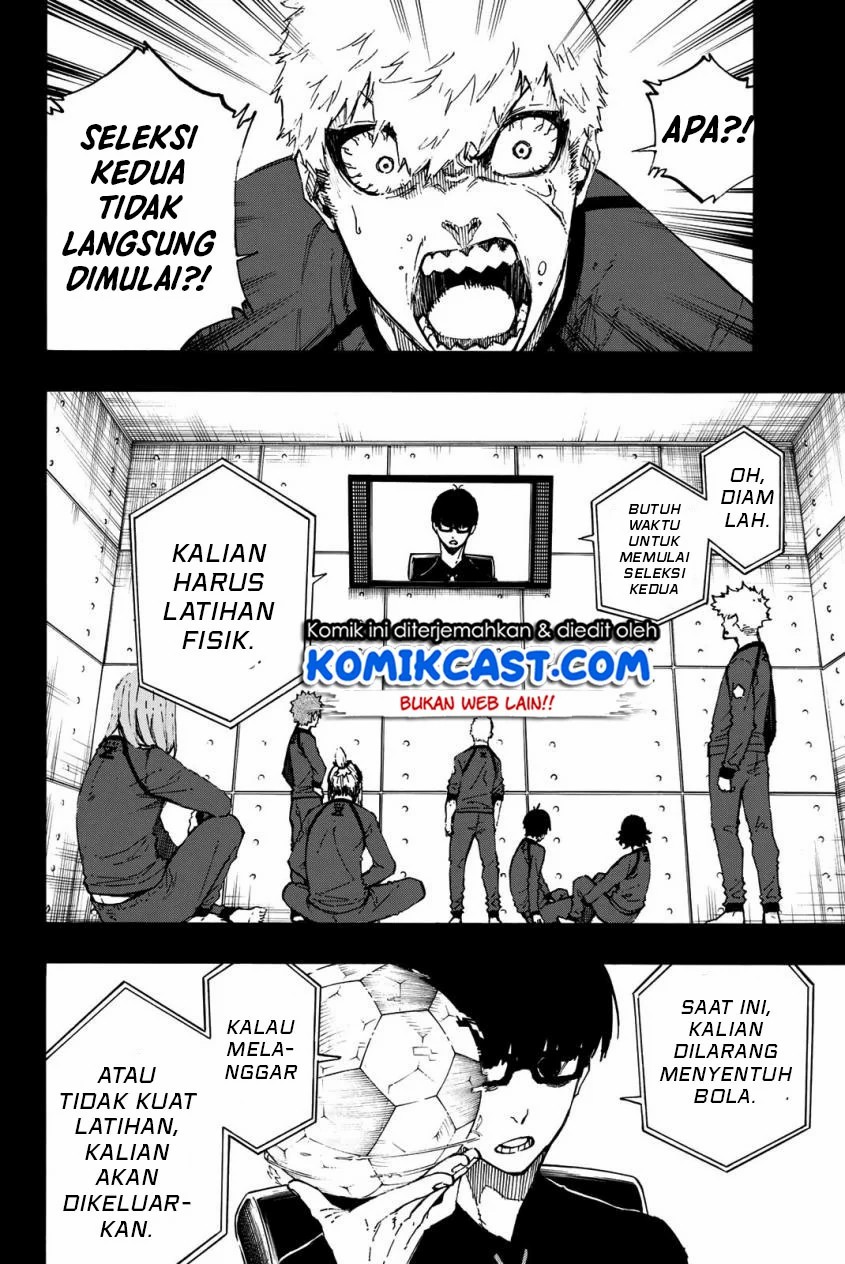 APA?!
SELEKSI
KEDUA
TIDAK
LANGSUNG
DIMULAI?!
OH,
DIAM
LAH.
BUTUH
WAKTU
UNTUK
MEMULAI
SELEKSI
KEDUA
KALIAN
HARUS
LATIHAN
FISIK.
Komik ini diterjemahkan & diedit oleh
KOMIKCAST.COM
BUKAN WEB LAIN!!
SAAT INI,
KALIAN
DILARANG
MENYENTUH
BOLA.
KALAU
MELA-
NGGAR
ATAU
TIDAK KUAT
LATIHAN,
KALIAN
AKAN
DIKELUAR-
KAN.